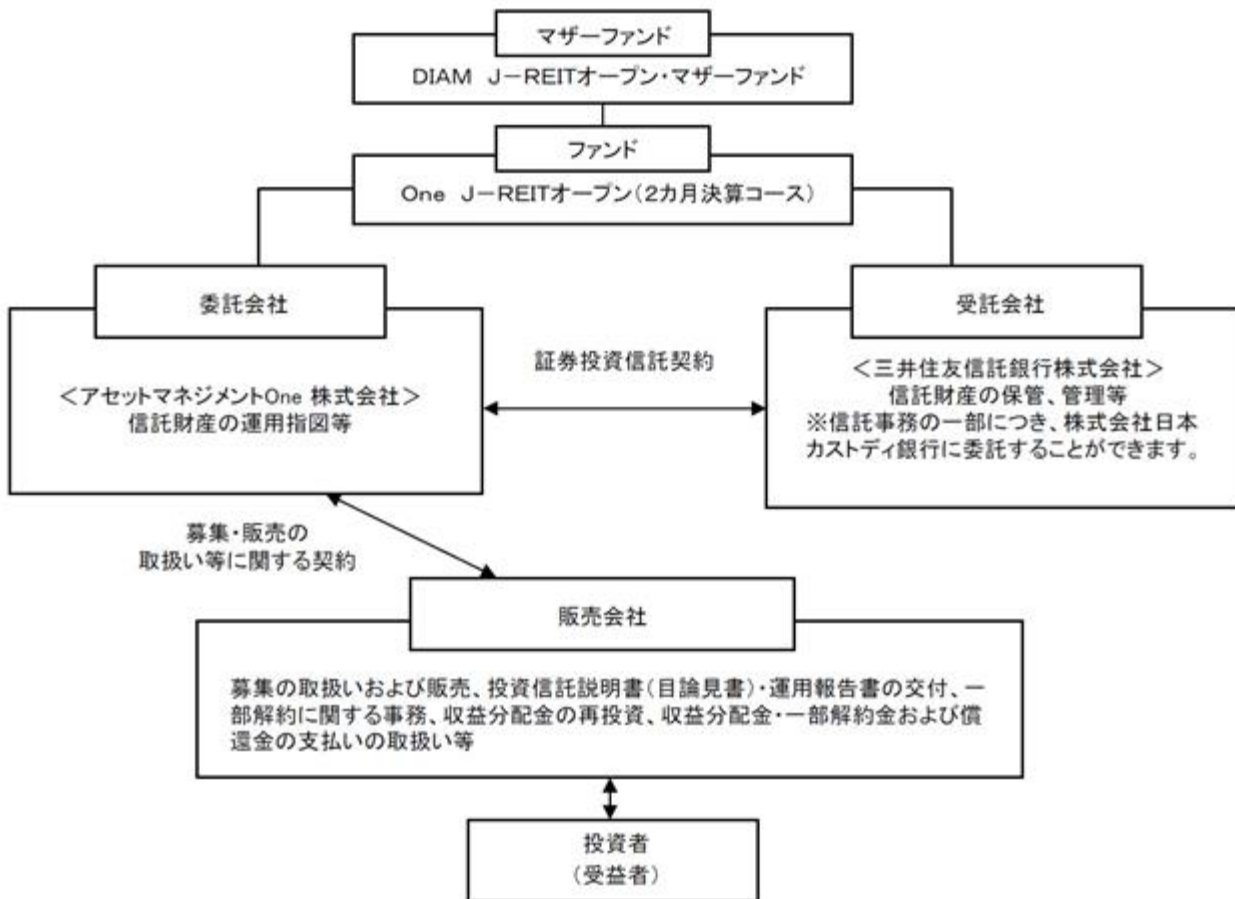 マザーファンド
DIAM J-REITオープン・マザーファンド
ファンド
One J-REITオープン(2カ月決算コース)
委託会社
<アセットマネジメントOne 株式会社>
信託財産の運用指図等
証券投資信託契約
受託会社
<三井住友信託銀行株式会社>
信託財産の保管、管理等
※信託事務の一部につき、株式会社日本
カストディ銀行に委託することができます。
募集・販売の
取扱い等に関する契約
販売会社
募集の取扱いおよび販売、投資信託説明書(目論見書)・運用報告書の交付、一
部解約に関する事務、収益分配金の再投資、収益分配金・一部解約金および償
還金の支払いの取扱い等
投資者
(受益者)